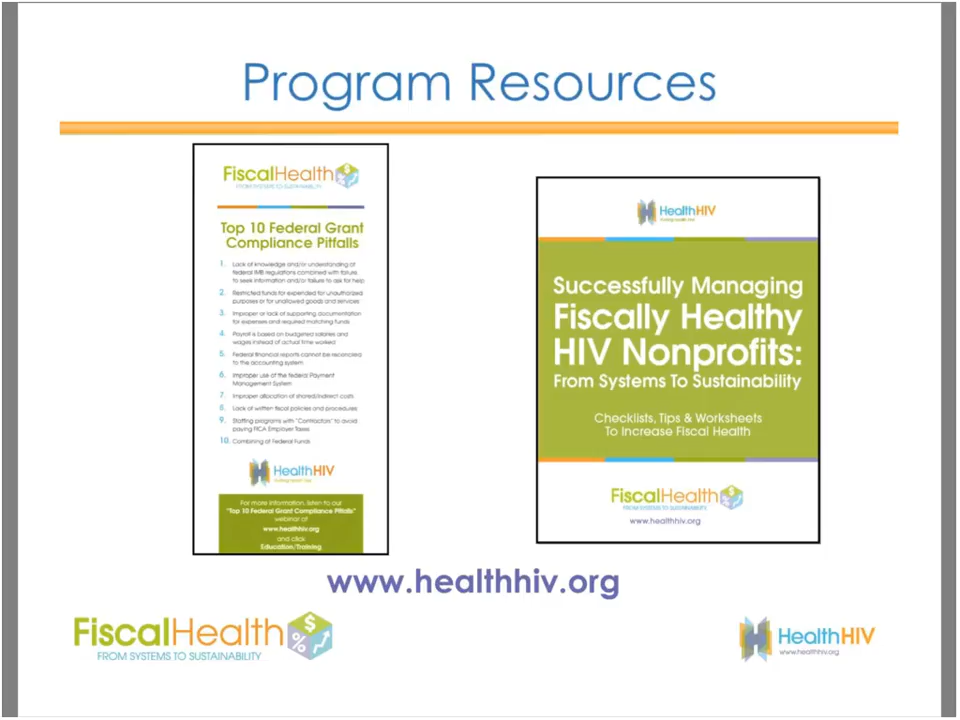 Program Resources
FiscalHealth
FROM SYSTEMS TO SUSTAINABILITY
Top 10 Federal Grant
Compliance Pitfalls
1. Lack of knowledge and/or understanding of
federal IMB regulations combined with failure
to seek information and/or failure to ask for help
2. Restricted funds for expended for unauthorized
purposes or for unallowed goods and services
3. Improper or lack of supporting documentation
for expenses and required matching funds
4. Payroll is based on budgeted salaries and
wages instead of actual time worked
5. Federal financial reports cannot be reconciled
to the accounting system
6. Improper use of the federal Payment
Management System
7. Improper allocation of shared/indirect costs
8. Lack of written fiscal policies and procedures
9. Staffing programs with "Contractors" to avoid
paying FICA Employer Taxes
10. Combining of Federal Funds
HealthHIV
For more information, listen to our
"Top 10 Federal Grant Compliance Pitfalls"
webinar at
www.healthhiv.org
and click
Education/Training
HealthHIV
Successfully Managing
Fiscally Healthy
HIV Nonprofits:
From Systems To Sustainability
Checklists, Tips & Worksheets
To Increase Fiscal Health
FiscalHealth
FROM SYSTEMS TO SUSTAINABILITY
www.healthhiv.org
www.healthhiv.org
FiscalHealth
FROM SYSTEMS TO SUSTAINABILITY
$
%
HealthHIV
www.healthhiv.org